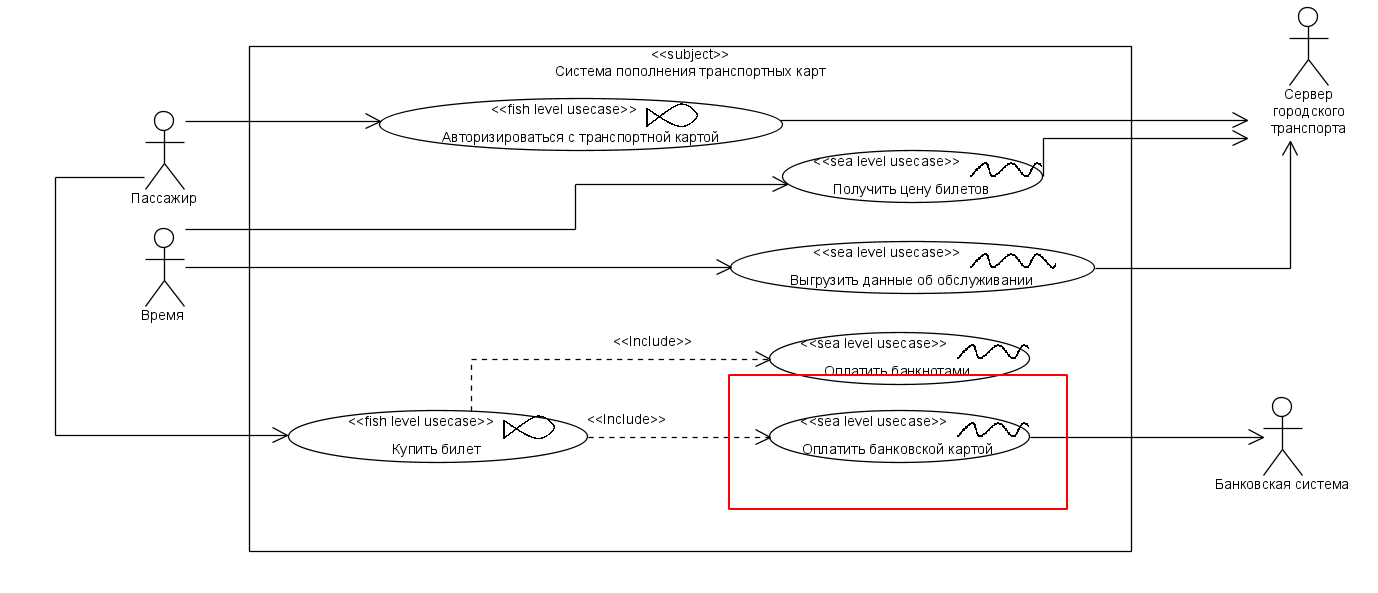 <<subject>>
Система пополнения транспортных карт
<<fish level usecase>>
Авторизироваться с транспортной картой
Сервер
городского
транспорта
<<sea level usecase>>
Получить цену билетов
Пассажир
<<sea level usecase>>
Выгрузить данные об обслуживании
Время
<<Include>>
<<sea level usecase>>
Оплатить банкнотами
<<fish level usecase>>
Купить билет
<<Include>>
<<sea level usecase>>
Оплатить банковской картой
Банковская система